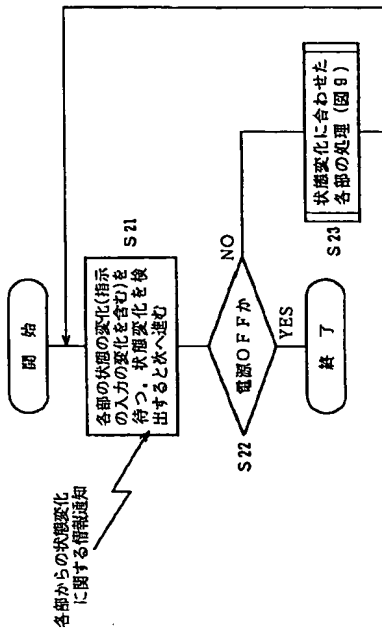 開始
各部からの状態変化
に関する情報通知
各部の状態の変化(指示
の入力の変化を含む)を
待つ。状態変化を検
出すると次へ進む
S21
電源OFFか
S22
NO
YES
状態変化に合わせた
各部の処理(図9)
S23
終了